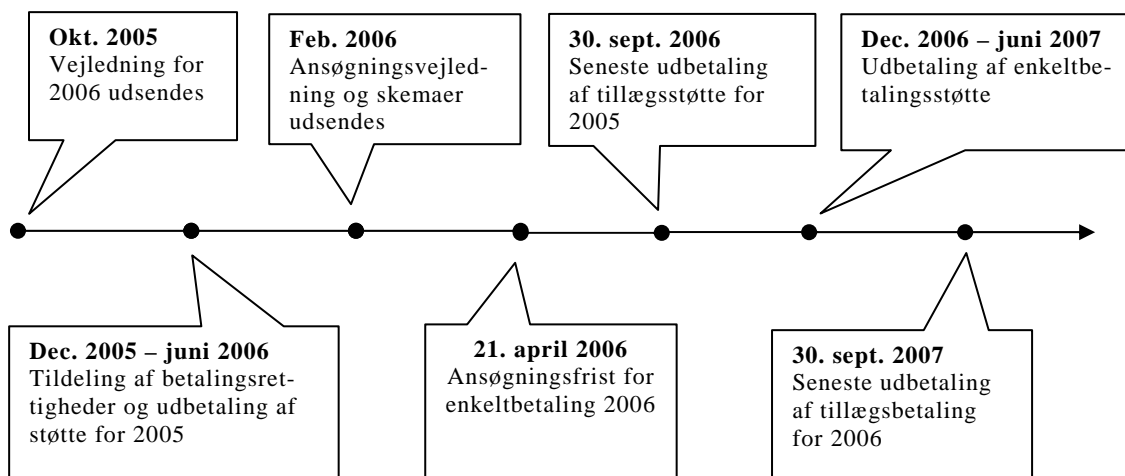 Okt. 2005
Vejledning for
2006 udsendes
Feb. 2006
Ansøgningsvejled-
ning og skemaer
udsendes
30. sept. 2006
Seneste udbetaling
af tillægsstøtte for
2005
Dec. 2006 – juni 2007
Udbetaling af enkeltbe-
talingsstøtte
Dec. 2005 – juni 2006
Tildeling af betalingsret-
tigheder og udbetaling af
støtte for 2005
21. april 2006
Ansøgningsfrist for
enkeltbetaling 2006
30. sept. 2007
Seneste udbetaling
af tillægsbetaling
for 2006